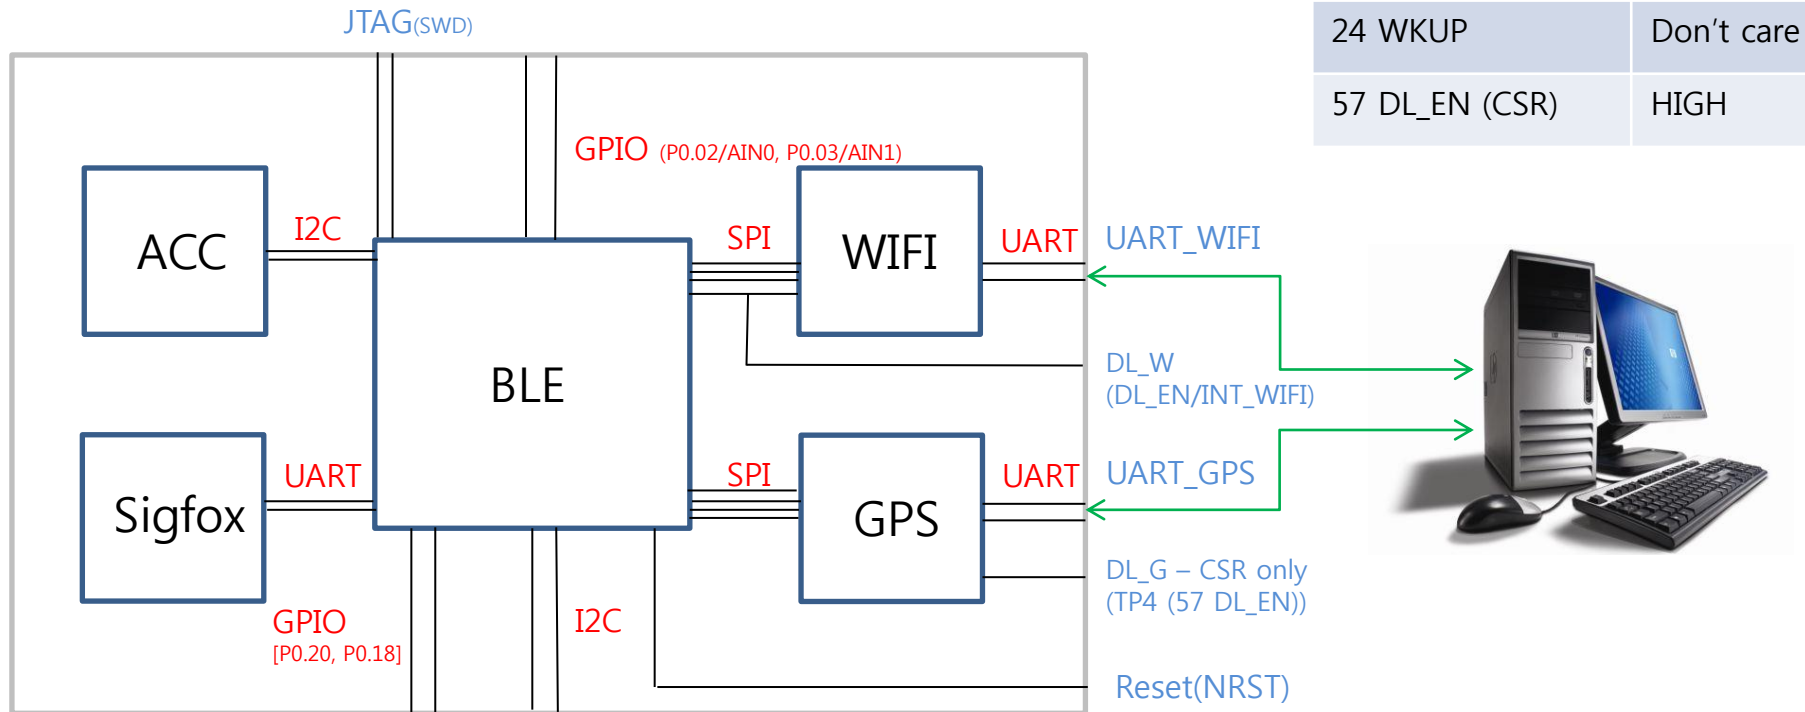 JTAG(SWD)
24 WKUP Don't care
57 DL_EN (CSR) HIGH
GPIO (P0.02/AIN0, P0.03/AIN1)
ACC
I2C
SPI
WIFI
UART
UART_WIFI
BLE
DL_W
(DL_EN/INT_WIFI)
Sigfox
UART
SPI
GPS
UART
UART_GPS
DL_G – CSR only
(TP4 (57 DL_EN))
GPIO
[P0.20, P0.18]
I2C
Reset(NRST)